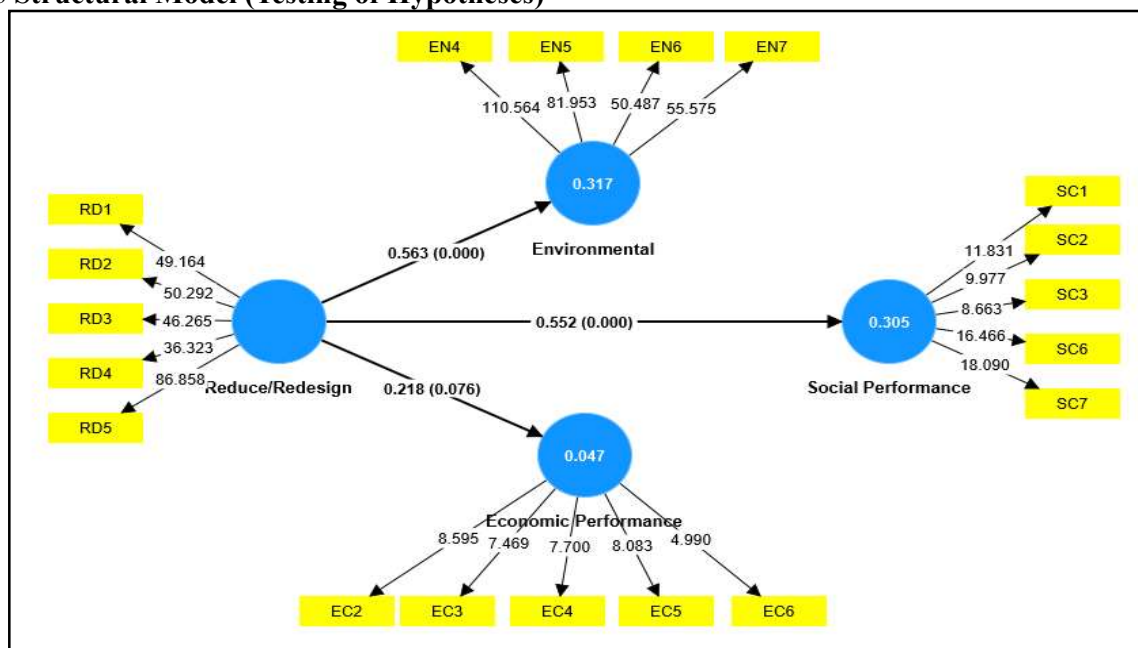 Structural Model (Testing of Hypotheses)
EN4 EN5 EN6 EN7
110.564 81.953 50.487 55.575
0.317
Environmental
RD1
RD2
RD3
RD4
RD5
49.164
50.292
46.265
36.323
86.858
Reduce/Redesign
0.563 (0.000)
0.552 (0.000)
0.218 (0.076)
SC1
SC2
SC3
SC6
SC7
11.831
9.977
8.663
16.466
18.090
0.305
Social Performance
0.047
Economic Performance
8.595 7.469 7.700 8.083 4.990
EC2 EC3 EC4 EC5 EC6